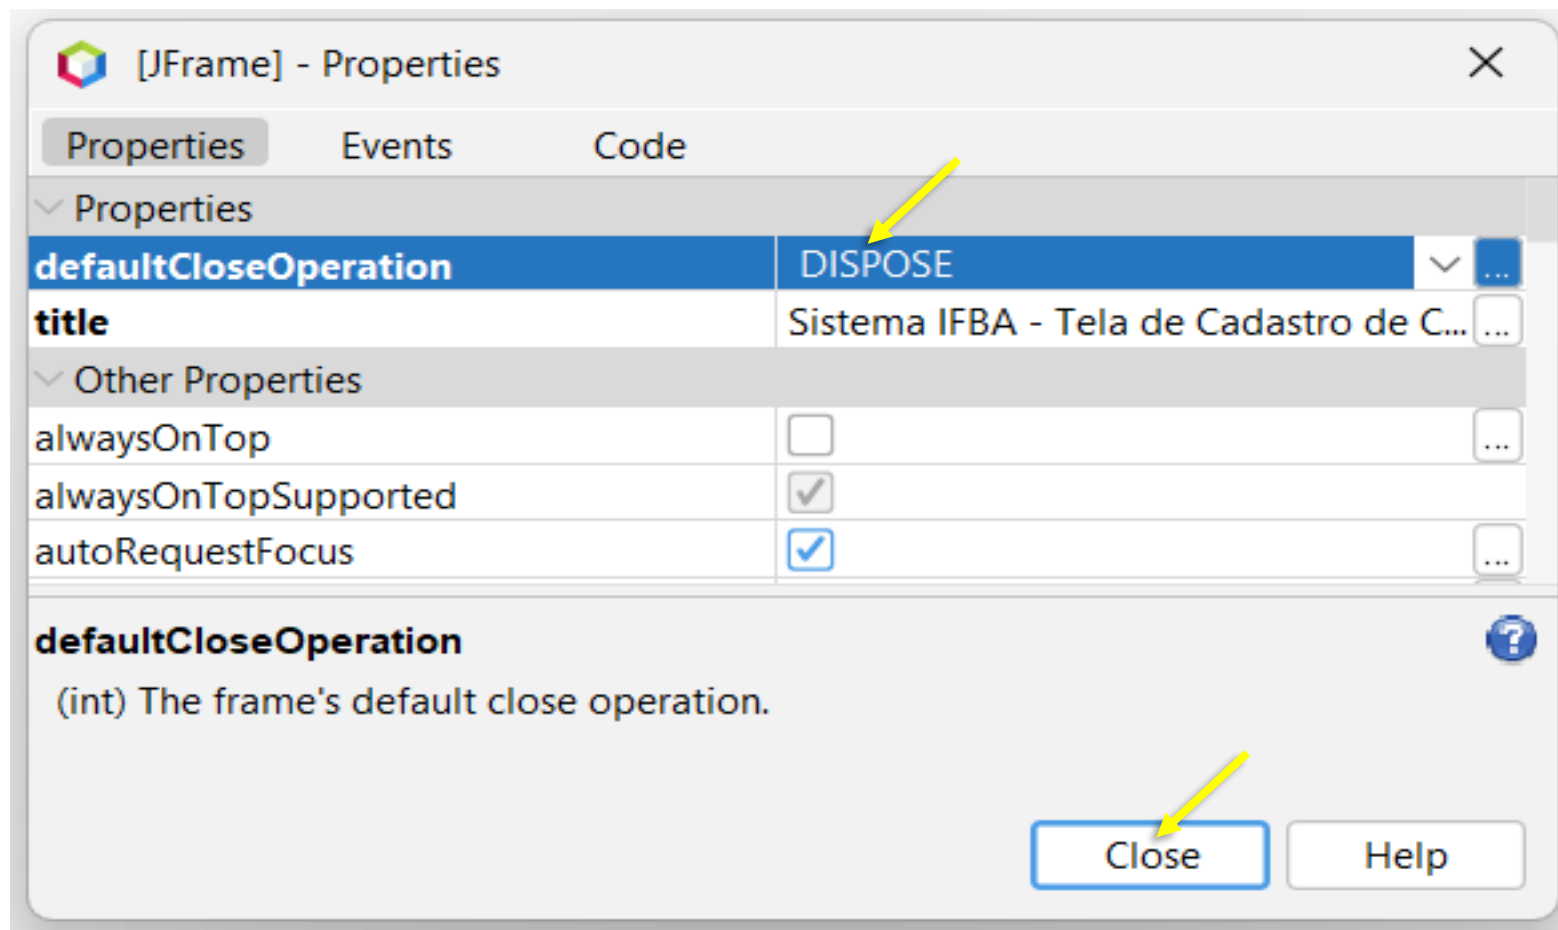 [JFrame] - Properties
Properties Events Code
Properties
defaultCloseOperation DISPOSE ...
title Sistema IFBA - Tela de Cadastro de C... ...
Other Properties
alwaysOnTop ...
alwaysOnTopSupported
autoRequestFocus ...
defaultCloseOperation
(int) The frame's default close operation.
Close Help